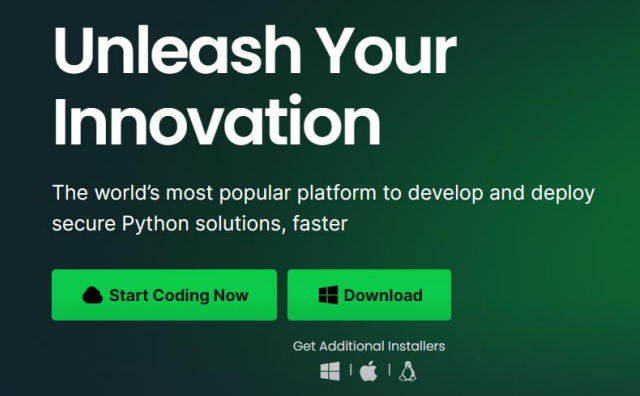 Unleash Your
Innovation
The world's most popular platform to develop and deploy
secure Python solutions, faster
Start Coding Now
Download
Get Additional Installers